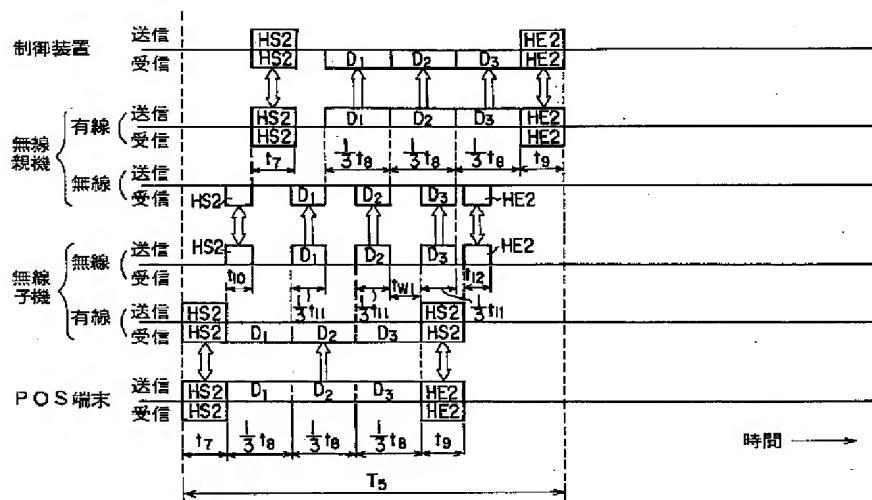 送信 HS2 HE2
制御装置
受信 HS2 D1 D2 D3 HE2
送信 HS2 D1 D2 D3 HE2
有線
受信 HS2 HE2
無線親機
t7 1/3 t8 1/3 t8 1/3 t8 t9
送信
無線
受信 HS2 D1 D2 D3 HE2
送信 HS2 D1 D2 D3 HE2
無線
受信
無線子機
t10 1/3 t11 1/3 t11 tW1 1/3 t11 t12
送信 HS2 HS2
有線
受信 HS2 D1 D2 D3 HS2
送信 HS2 D1 D2 D3 HE2
POS端末
受信 HS2 HE2
t7 1/3 t8 1/3 t8 1/3 t8 t9
時間
T5